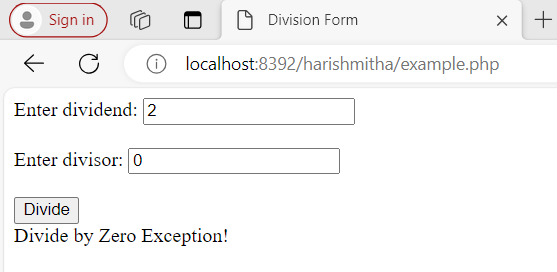 Sign in
Division Form
localhost:8392/harishmitha/example.php
Enter dividend: 2
Enter divisor: 0
Divide
Divide by Zero Exception!